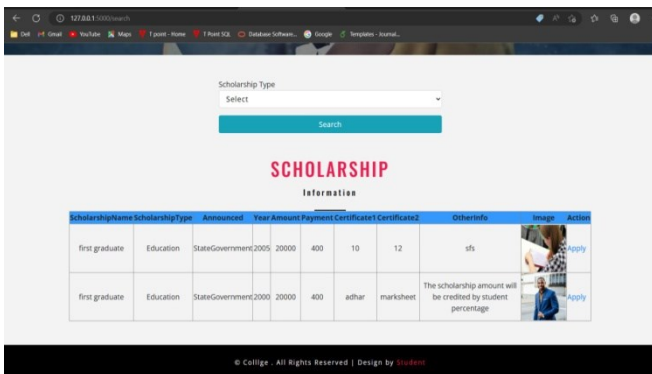 127.0.0.1:5000/search
Dell Gmail YouTube Maps T point - Home T Point SQL Database Software... Google Templates - Journal...
Scholarship Type
Select
Search
SCHOLARSHIP
Information
ScholarshipName ScholarshipType Announced Year Amount Payment Certificate1 Certificate2 OtherInfo Image Action
first graduate Education StateGovernment 2005 20000 400 10 12 sfs Apply
first graduate Education StateGovernment 2000 20000 400 adhar marksheet The scholarship amount will be credited by student percentage Apply
© Collige . All Rights Reserved | Design by Student